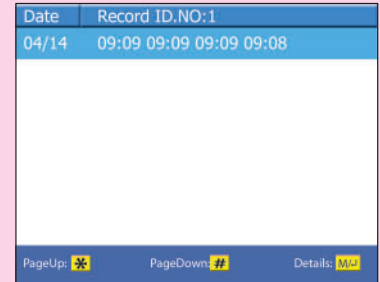 Date Record ID.NO:1
04/14 09:09 09:09 09:09 09:08
PageUp: * PageDown: # Details: M/↵